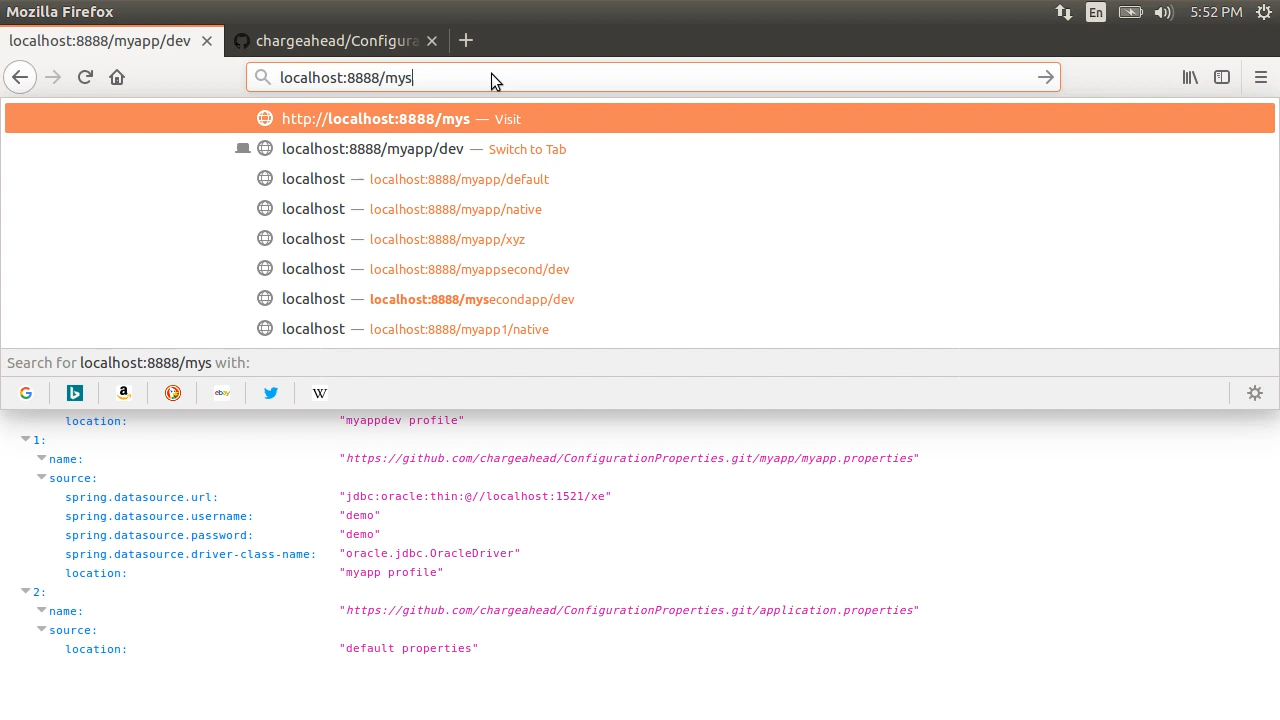 Mozilla Firefox
En
5:52 PM
localhost:8888/myapp/dev
chargeahead/Configura
localhost:8888/mys
http://localhost:8888/mys — Visit
localhost:8888/myapp/dev — Switch to Tab
localhost — localhost:8888/myapp/default
localhost — localhost:8888/myapp/native
localhost — localhost:8888/myapp/xyz
localhost — localhost:8888/myappsecond/dev
localhost — localhost:8888/mysecondapp/dev
localhost — localhost:8888/myapp1/native
Search for localhost:8888/mys with:
G b a ebay W
location: "myappdev profile"
1:
name: "https://github.com/chargeahead/ConfigurationProperties.git/myapp/myapp.properties"
source:
spring.datasource.url: "jdbc:oracle:thin:@//localhost:1521/xe"
spring.datasource.username: "demo"
spring.datasource.password: "demo"
spring.datasource.driver-class-name: "oracle.jdbc.OracleDriver"
location: "myapp profile"
2:
name: "https://github.com/chargeahead/ConfigurationProperties.git/application.properties"
source:
location: "default properties"